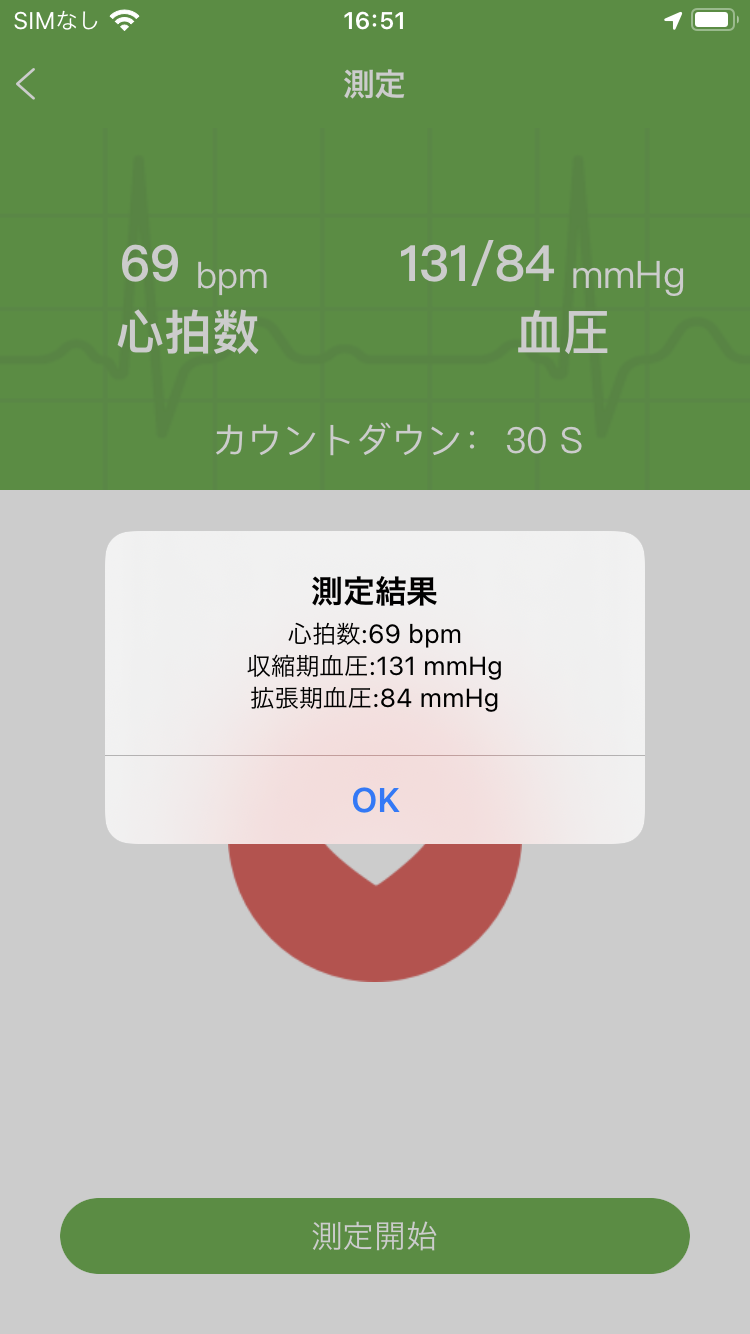 SIMなし 16:51
測定
69 bpm 131/84 mmHg
心拍数 血圧
カウントダウン: 30 S
測定結果
心拍数:69 bpm
収縮期血圧:131 mmHg
拡張期血圧:84 mmHg
OK
測定開始